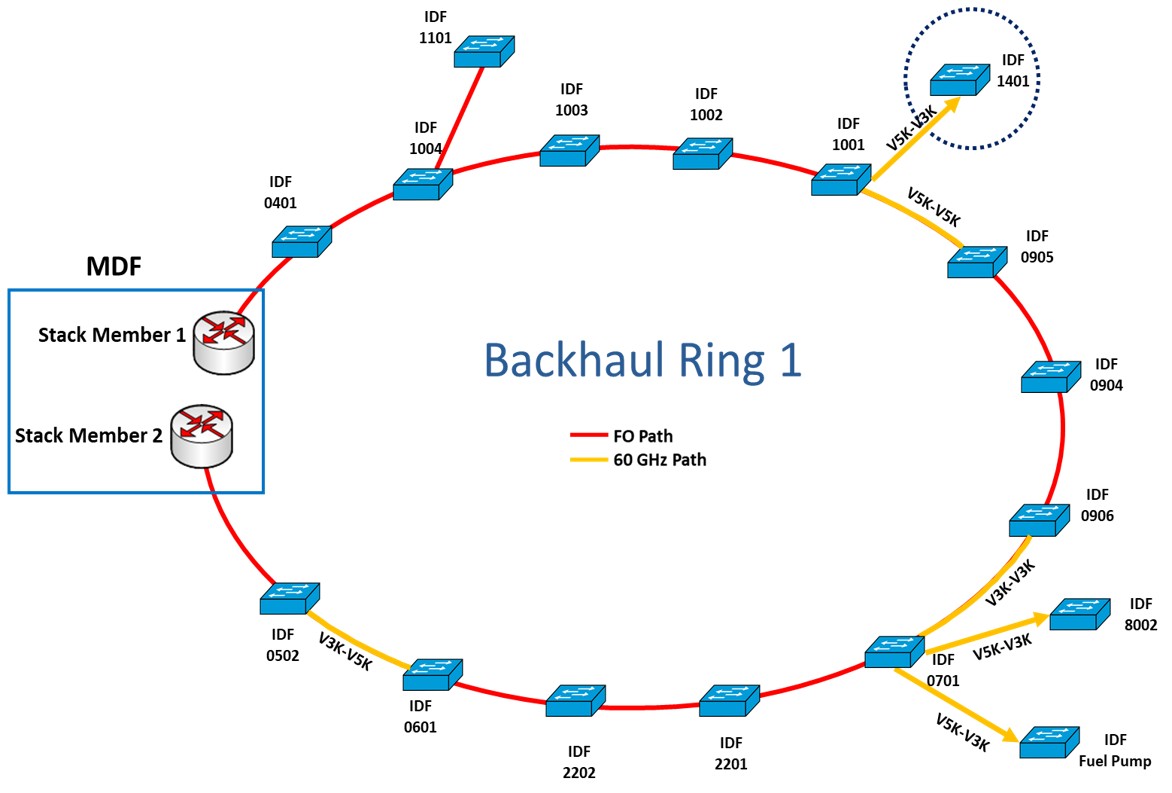 IDF
1101
IDF
1401
IDF
1003
IDF
1002
IDF
1004
IDF
1001
V5K-V3K
IDF
0401
V5K-V5K
IDF
0905
MDF
Stack Member 1
Backhaul Ring 1
IDF
0904
Stack Member 2
FO Path
60 GHz Path
IDF
0906
V3K-V3K
IDF
8002
V5K-V3K
IDF
0502
V3K-V5K
IDF
0701
IDF
0601
V5K-V3K
IDF
2202
IDF
2201
IDF
Fuel Pump